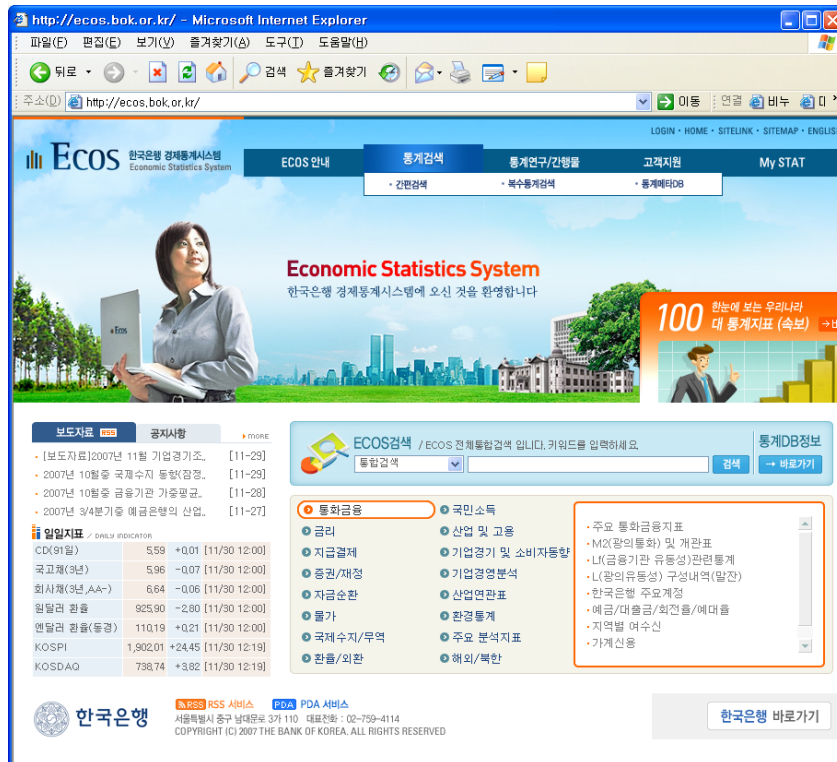 http://ecos.bok.or.kr/ - Microsoft Internet Explorer
파일(F) 편집(E) 보기(V) 즐겨찾기(A) 도구(T) 도움말(H)
뒤로 검색 즐겨찾기
주소(D) http://ecos.bok.or.kr/ 이동 연결 비누
LOGIN · HOME · SITELINK · SITEMAP · ENGLIS
Ecos 한국은행 경제통계시스템
Economic Statistics System
ECOS 안내 통계검색 통계연구/간행물 고객지원 My STAT
· 간편검색 · 복수통계검색 · 통계메타DB
Economic Statistics System
한국은행 경제통계시스템에 오신 것을 환영합니다
Ecos
100 한눈에 보는 우리나라
대 통계지표 (속보)
보도자료 RSS 공지사항 MORE
· [보도자료]2007년 11월 기업경기조.. [11-29]
· 2007년 10월중 국제수지 동향(잠정.. [11-29]
· 2007년 10월중 금융기관 가중평균.. [11-28]
· 2007년 3/4분기중 예금은행의 산업.. [11-27]
일일지표 / DAILY INDICATOR
CD(91일) 5.59 +0.01 [11/30 12:00]
국고채(3년) 5.96 -0.07 [11/30 12:00]
회사채(3년,AA-) 6.64 -0.06 [11/30 12:00]
원달러 환율 925.90 -2.80 [11/30 12:00]
엔달러 환율(동경) 110.19 +0.21 [11/30 12:00]
KOSPI 1,902.01 +24.45 [11/30 12:19]
KOSDAQ 738.74 +3.82 [11/30 12:19]
ECOS검색 / ECOS 전체통합검색 입니다. 키워드를 입력하세요.
통합검색 검색
통계DB정보
→ 바로가기
통화금융
금리
지급결제
증권/재정
자금순환
물가
국제수지/무역
환율/외환
국민소득
산업 및 고용
기업경기 및 소비자동향
기업경영분석
산업연관표
환경통계
주요 분석지표
해외/북한
· 주요 통화금융지표
· M2(광의통화) 및 개관표
· Lf(금융기관 유동성)관련통계
· L(광의유동성) 구성내역(말잔)
· 한국은행 주요계정
· 예금/대출금/회전율/예대율
· 지역별 여수신
· 가계신용
한국은행
RSS RSS 서비스 PDA PDA 서비스
서울특별시 중구 남대문로 3가 110 대표전화 : 02-759-4114
COPYRIGHT (C) 2007 THE BANK OF KOREA. ALL RIGHTS RESERVED
한국은행 바로가기